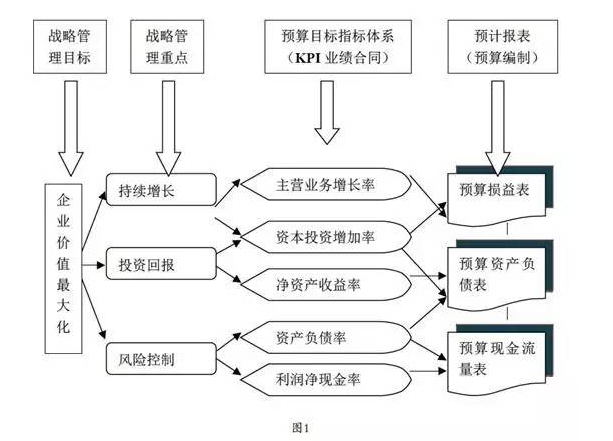 战略管
理目标
战略管
理重点
预算目标指标体系
（KPI 业绩合同）
预计报表
（预算编制）
企业价值最大化
持续增长
投资回报
风险控制
主营业务增长率
资本投资增加率
净资产收益率
资产负债率
利润净现金率
预算损益表
预算资产负
债表
预算现金流
量表
图1